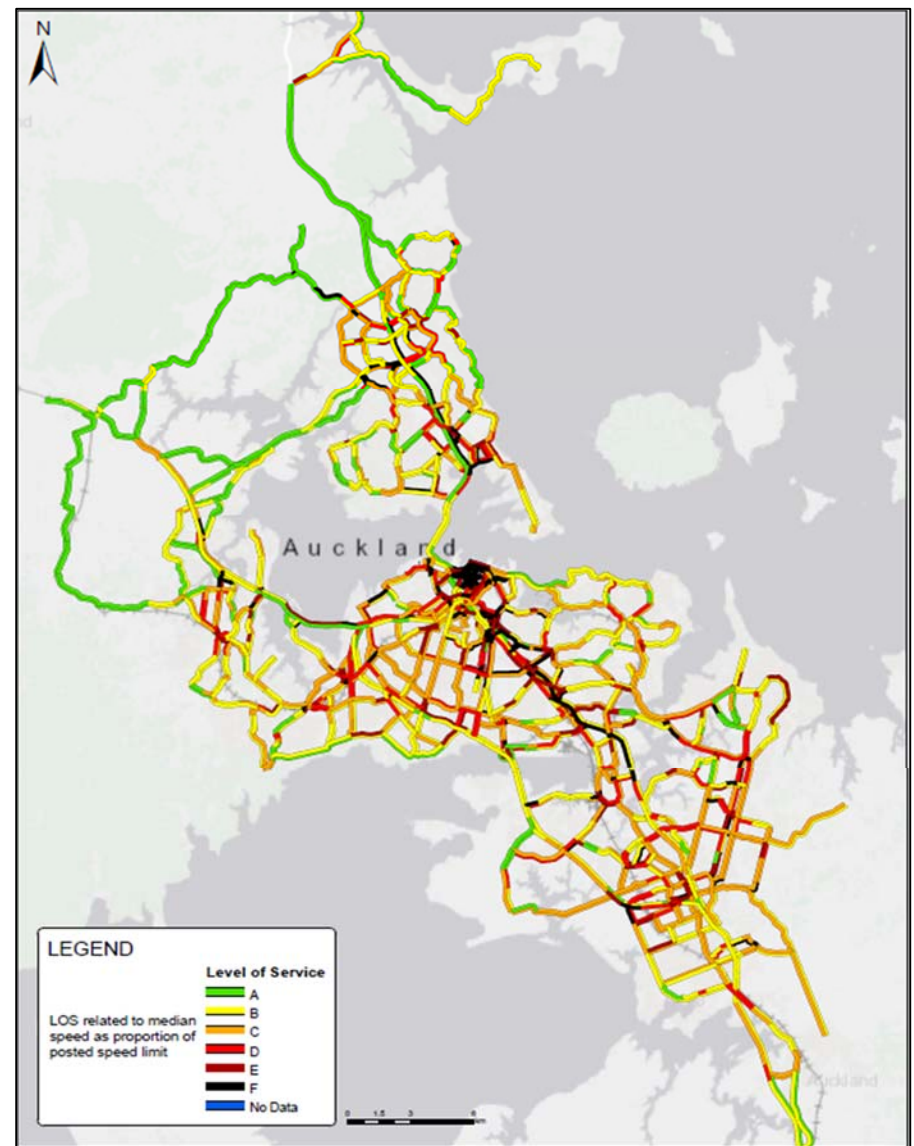 N
Auckland
Auckland
LEGEND
Level of Service
A
B
C
D
E
F
No Data
LOS related to median
speed as proportion of
posted speed limit
0 1.5 3 6